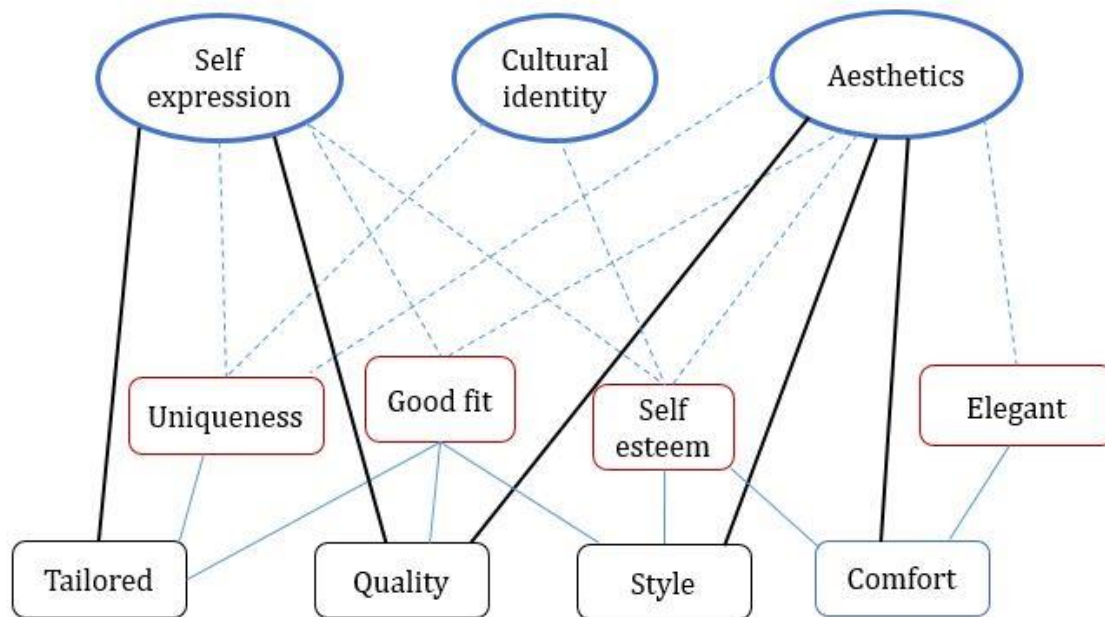 Self
expression
Cultural
identity
Aesthetics
Uniqueness
Good fit
Self
esteem
Elegant
Tailored
Quality
Style
Comfort